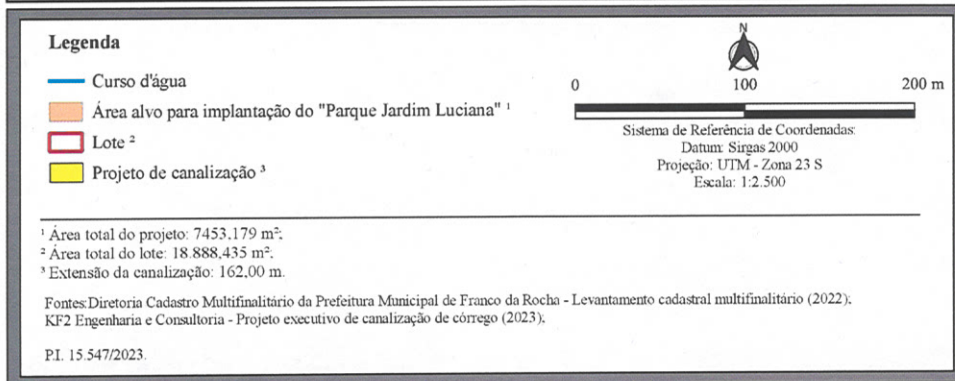 Legenda
N
Curso d'água
0 100 200 m
Área alvo para implantação do "Parque Jardim Luciana" ¹
Lote ²
Sistema de Referência de Coordenadas:
Datum: Sirgas 2000
Projeto de canalização ³
Projeção: UTM - Zona 23 S
Escala: 1:2.500
¹ Área total do projeto: 7453,179 m²;
² Área total do lote: 18.888,435 m²;
³ Extensão da canalização: 162,00 m.
Fontes:Diretoria Cadastro Multifinalitário da Prefeitura Municipal de Franco da Rocha - Levantamento cadastral multifinalitário (2022);
KF2 Engenharia e Consultoria - Projeto executivo de canalização de córrego (2023);
P.I. 15.547/2023.